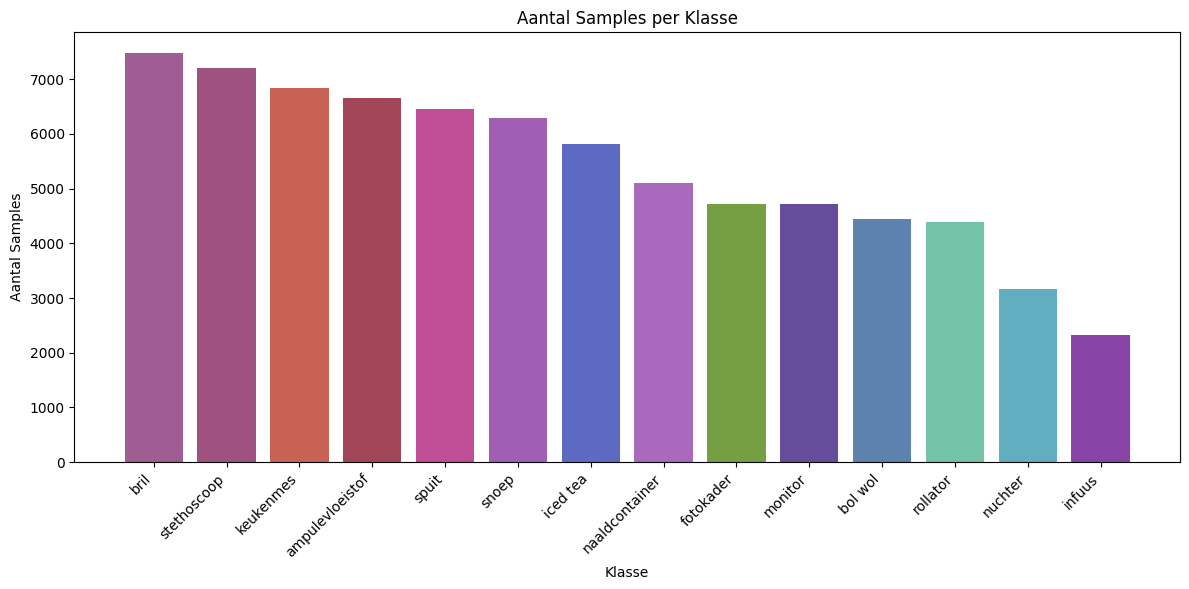 Aantal Samples per Klasse
Aantal Samples
7000
6000
5000
4000
3000
2000
1000
0
bril
stethoscoop
keukenmes
ampulevloeistof
spuit
snoep
iced tea
naaldcontainer
fotokader
monitor
bol wol
rollator
nuchter
infuus
Klasse